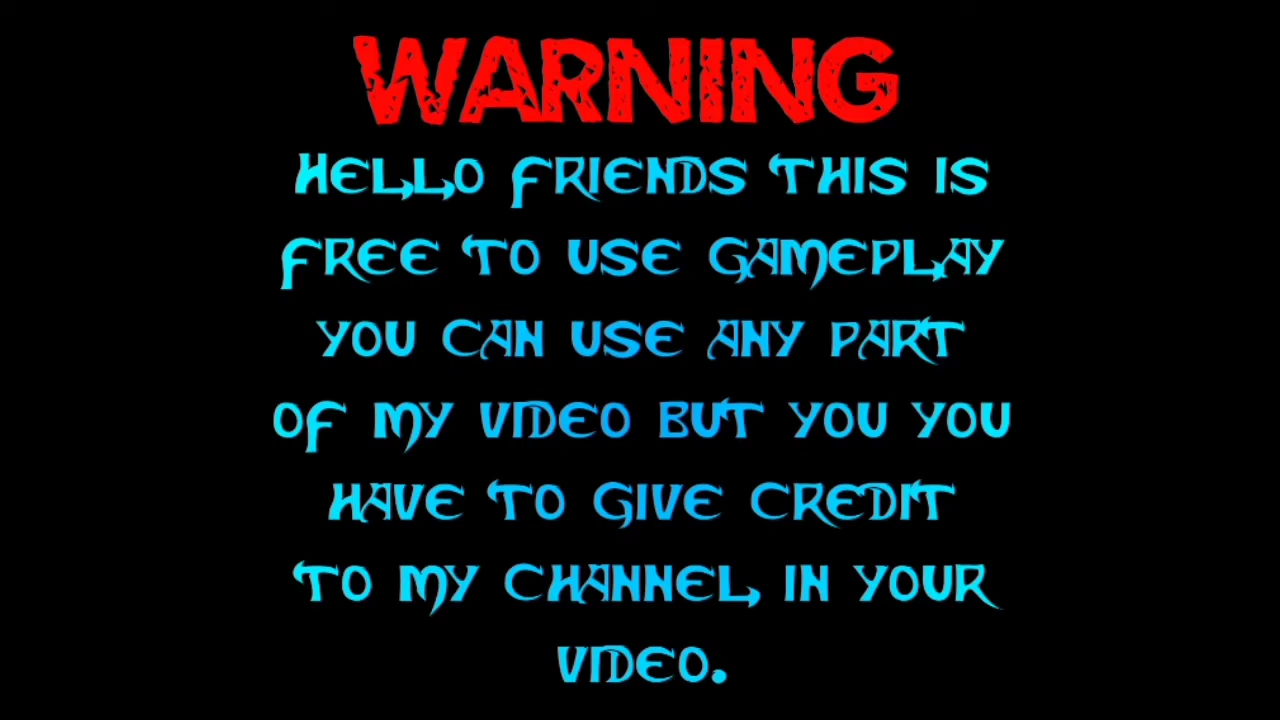 WARNING
HELLO FRIENDS THIS IS
FREE TO USE GAMEPLAY
YOU CAN USE ANY PART
OF MY VIDEO BUT YOU YOU
HAVE TO GIVE CREDIT
TO MY CHANNEL IN YOUR
VIDEO.